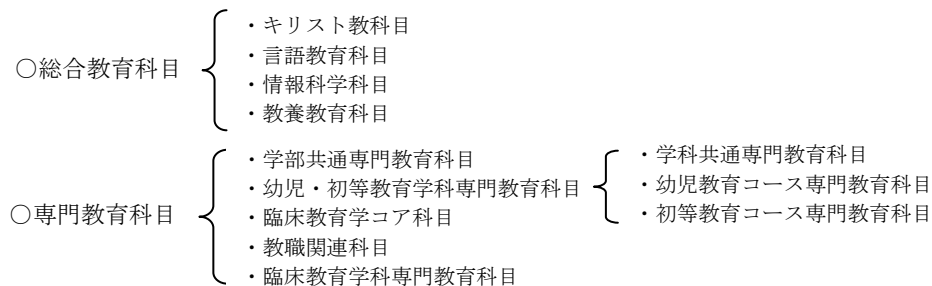 ○総合教育科目
・キリスト教科目
・言語教育科目
・情報科学科目
・教養教育科目
○専門教育科目
・学部共通専門教育科目
・幼児・初等教育学科専門教育科目
・臨床教育学コア科目
・教職関連科目
・臨床教育学科専門教育科目
・学科共通専門教育科目
・幼児教育コース専門教育科目
・初等教育コース専門教育科目